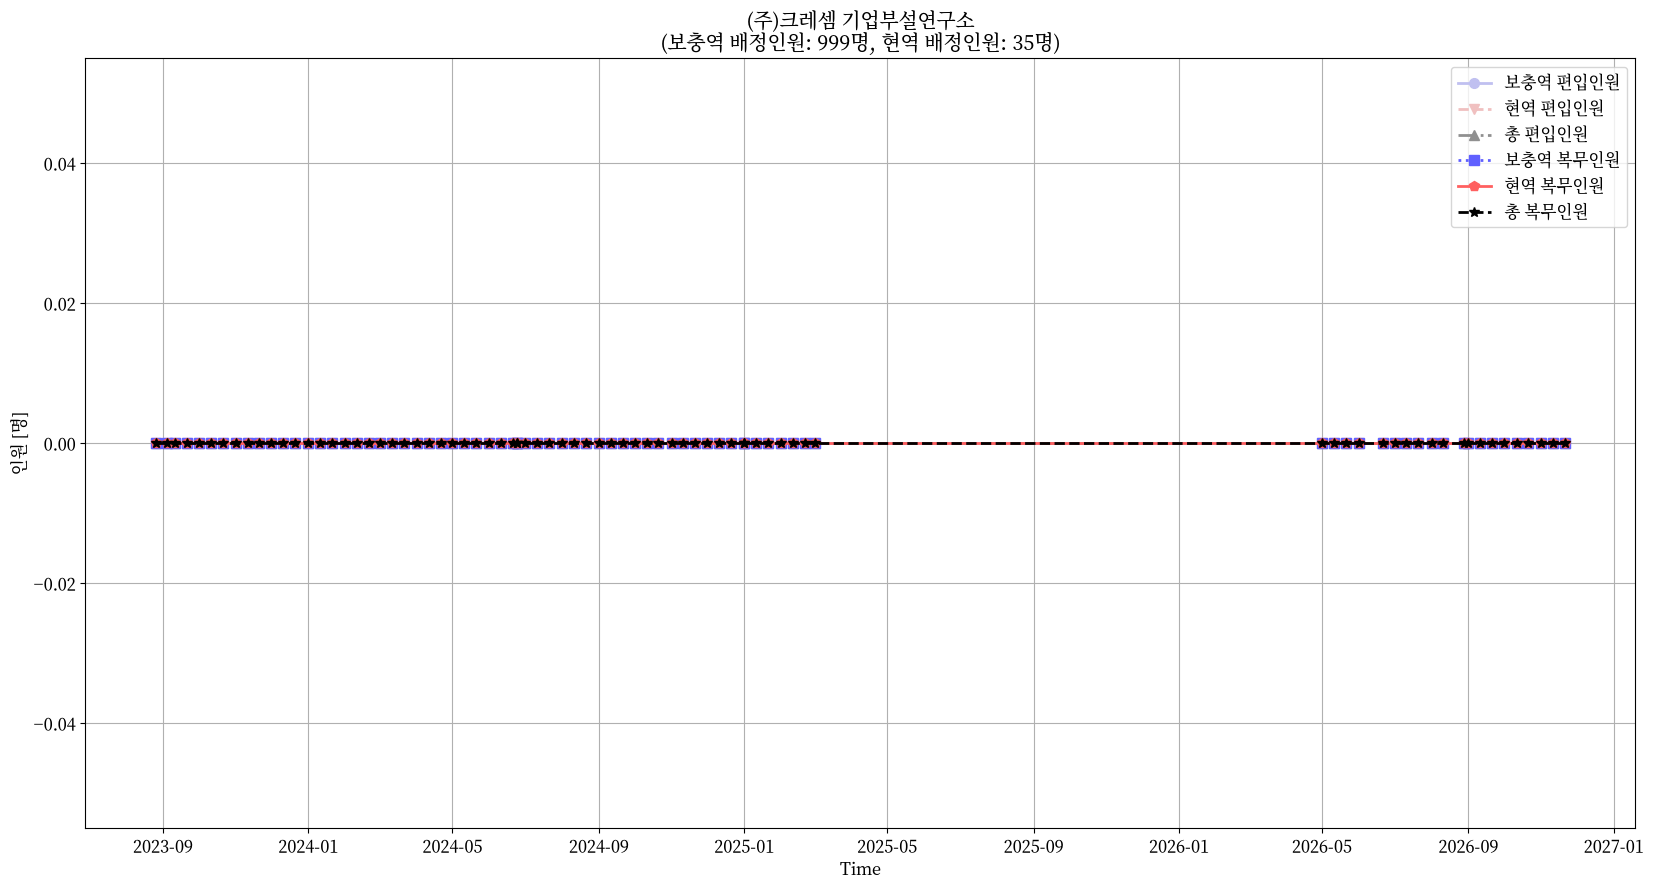 (주)크레셈 기업부설연구소
(보충역 배정인원: 999명, 현역 배정인원: 35명)
보충역 편입인원
현역 편입인원
총 편입인원
보충역 복무인원
현역 복무인원
총 복무인원
인원 [명]
0.04
0.02
0.00
−0.02
−0.04
2023-09
2024-01
2024-05
2024-09
2025-01
2025-05
2025-09
2026-01
2026-05
2026-09
2027-01
Time